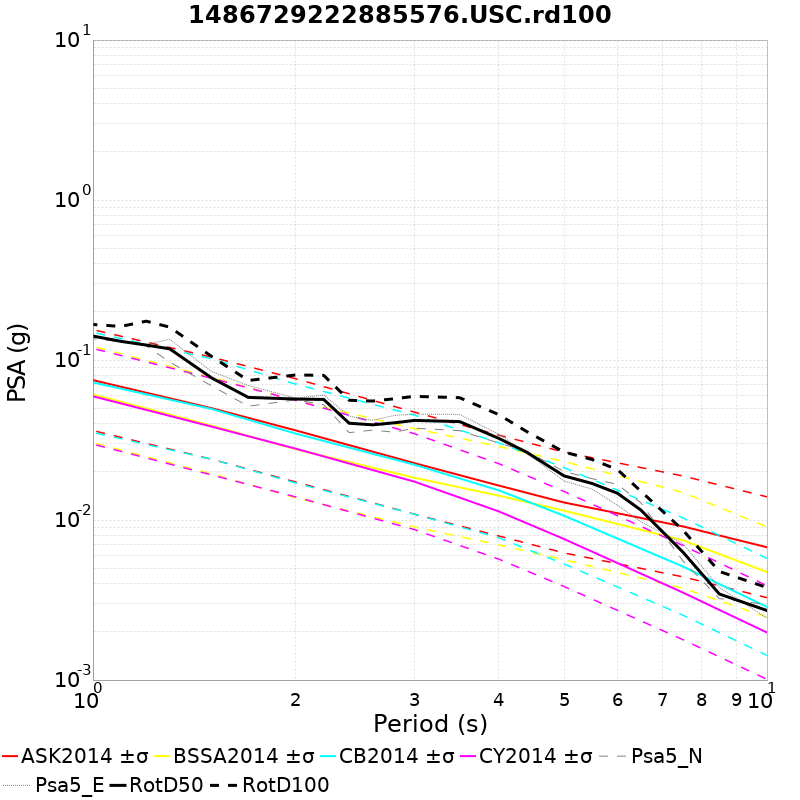 1486729222885576.USC.rd100
10^1
10^0
10^-1
10^-2
10^-3
PSA (g)
10^0 2 3 4 5 6 7 8 9 10^1
Period (s)
ASK2014 ±σ BSSA2014 ±σ CB2014 ±σ CY2014 ±σ Psa5_N
Psa5_E RotD50 RotD100